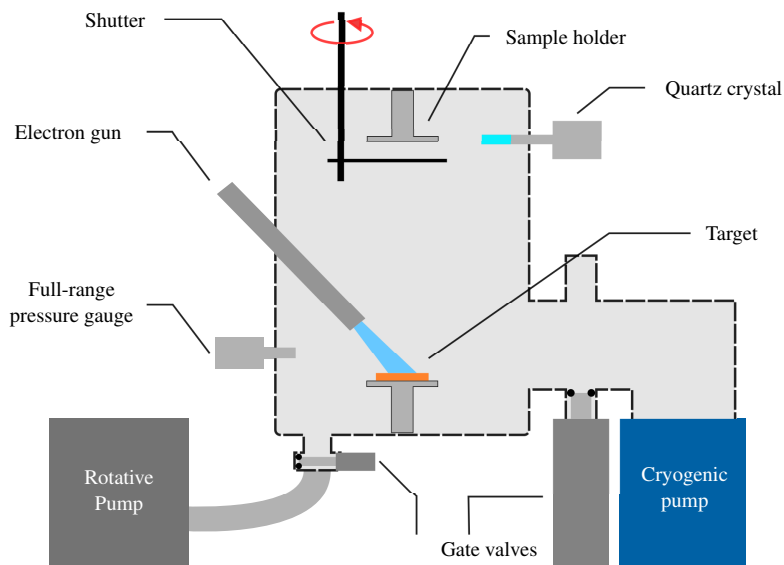 Shutter
Sample holder
Quartz crystal
Electron gun
Target
Full-range
pressure gauge
Rotative
Pump
Cryogenic
pump
Gate valves